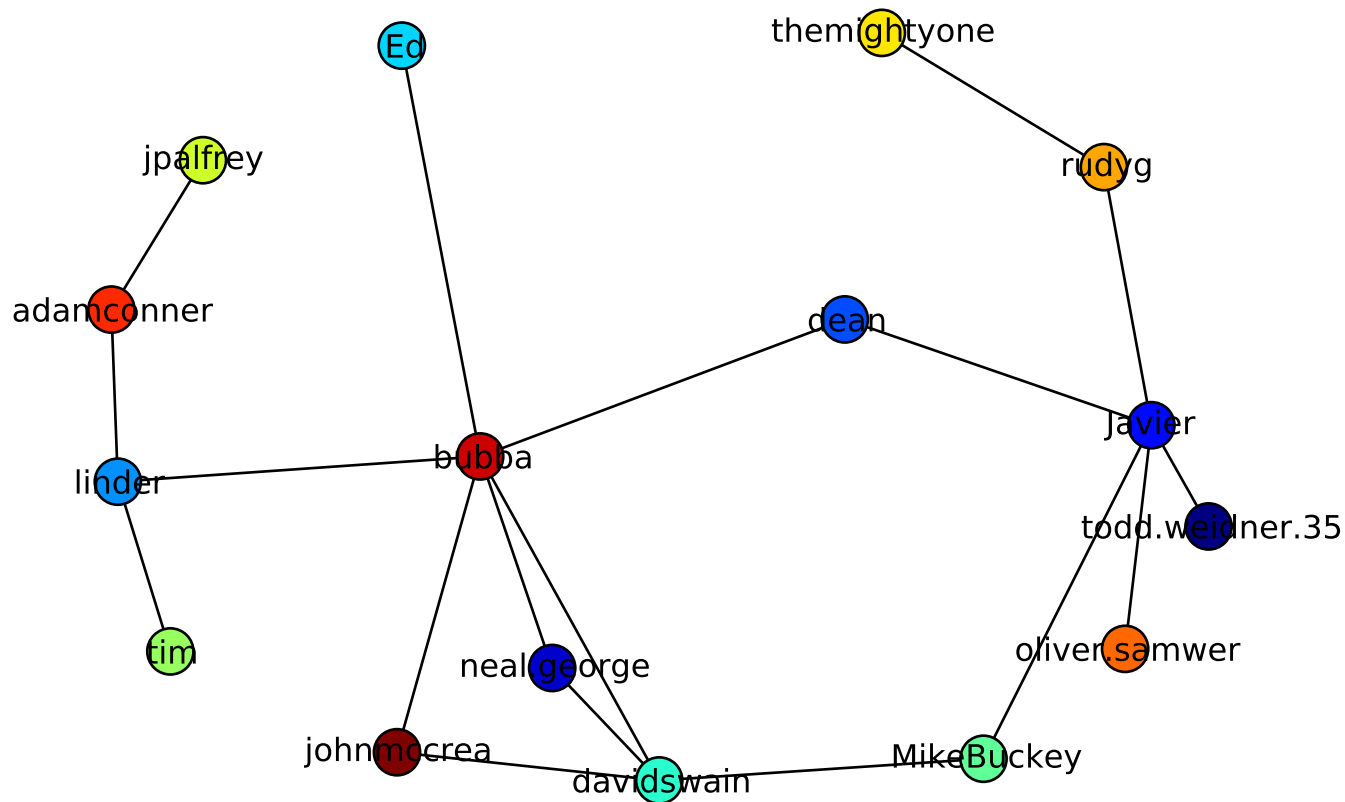 themightyone
Ed
jpalfrey
rudyg
adamconner
dean
Javier
bubba
linder
todd.weidner.35
tim
oliver.samwer
neal.george
johnmccrea
MikeBuckey
davidswain